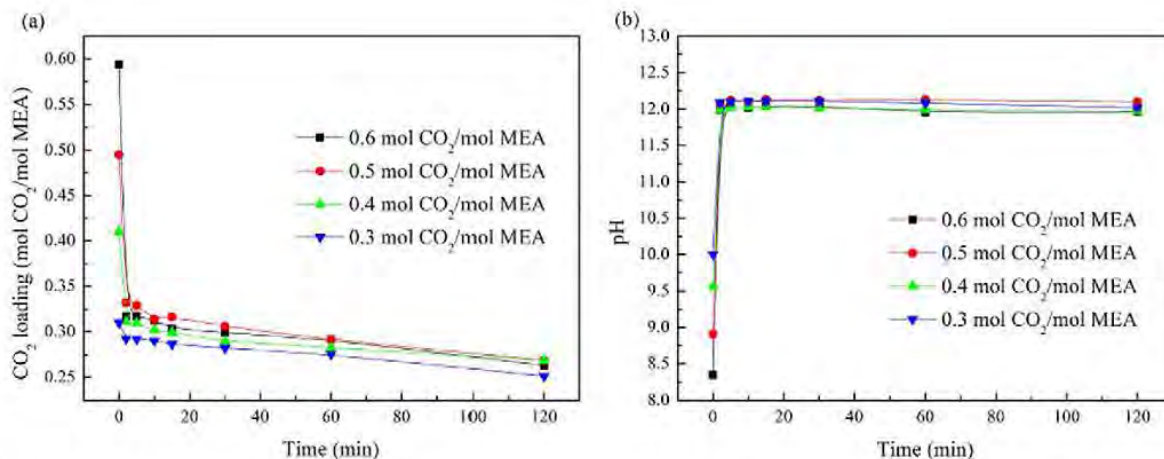 (a)
0.60
0.55
0.50
0.45
0.40
0.35
0.30
0.25
CO₂ loading (mol CO₂/mol MEA)
0.6 mol CO₂/mol MEA
0.5 mol CO₂/mol MEA
0.4 mol CO₂/mol MEA
0.3 mol CO₂/mol MEA
0 20 40 60 80 100 120
Time (min)
(b)
13.0
12.5
12.0
11.5
11.0
10.5
10.0
9.5
9.0
8.5
8.0
pH
0.6 mol CO₂/mol MEA
0.5 mol CO₂/mol MEA
0.4 mol CO₂/mol MEA
0.3 mol CO₂/mol MEA
0 20 40 60 80 100 120
Time (min)